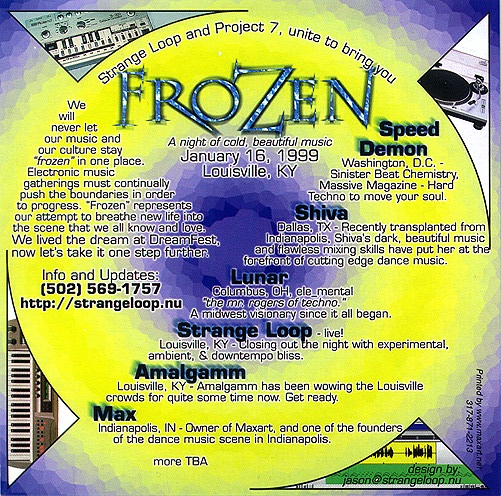 Strange Loop and Project 7, unite to bring you
FROZEN
A night of cold, beautiful music
January 16, 1999
Louisville, KY
We
will
never let
our music and
our culture stay
"frozen" in one place.
Electronic music
gatherings must continually
push the boundaries in order
to progress. "Frozen" represents
our attempt to breathe new life into
the scene that we all know and love.
We lived the dream at DreamFest,
now let's take it one step further.
Info and Updates:
(502) 569-1757
http://strangeloop.nu
Speed
Demon
Washington, D.C. -
Sinister Beat Chemistry,
Massive Magazine - Hard
Techno to move your soul.
Shiva
Dallas, TX - Recently transplanted from
Indianapolis, Shiva's dark, beautiful music
and flawless mixing skills have put her at the
forefront of cutting edge dance music.
Lunar
Columbus, OH, ele_mental
"the mr. rogers of techno."
A midwest visionary since it all began.
Strange Loop - live!
Louisville, KY - Closing out the night with experimental,
ambient, & downtempo bliss.
Amalgamm
Louisville, KY - Amalgamm has been wowing the Louisville
crowds for quite some time now. Get ready.
Max
Indianapolis, IN - Owner of Maxart, and one of the founders
of the dance music scene in Indianapolis.
more TBA
Printed by www.maxart.net
317-871-2213
design by:
jason@strangeloop.nu